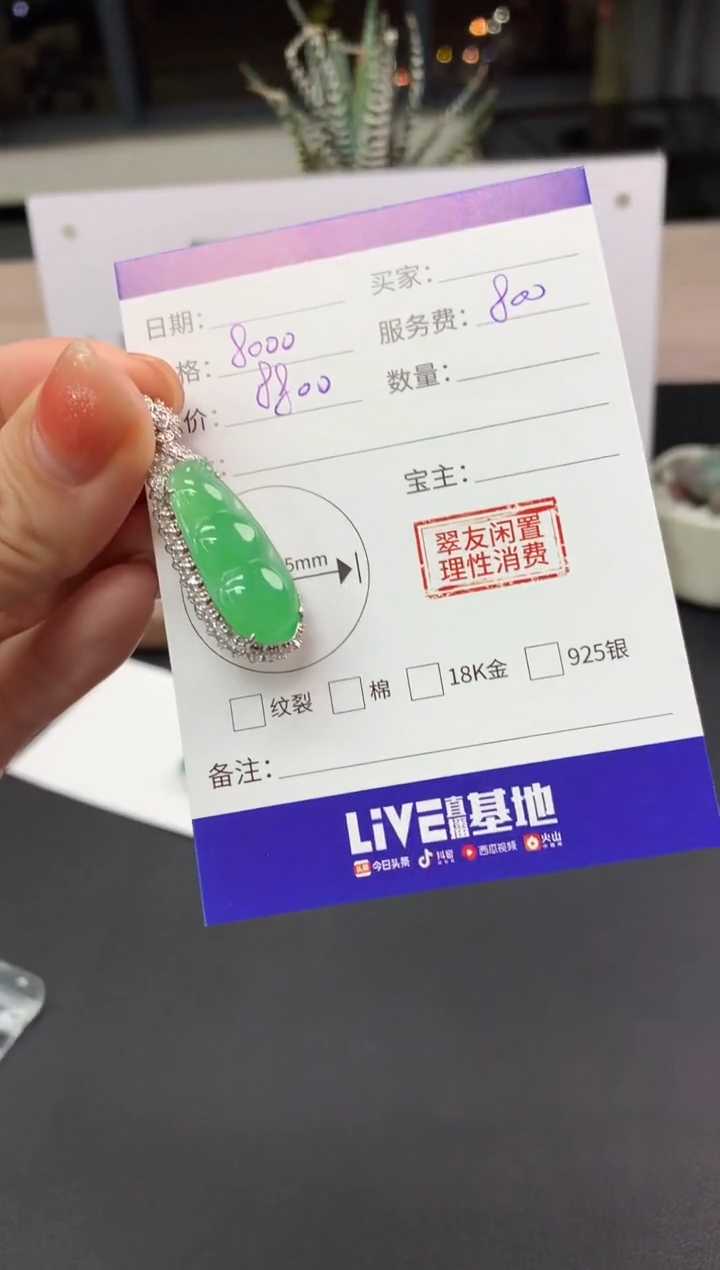 日期: 买家:
格: 8000 服务费: 800
价: 8800 数量:
宝主:
翠友闲置
理性消费
5mm
纹裂 棉 18K金 925银
备注:
LiVE直播基地
今日头条 抖音 西瓜视频 火山